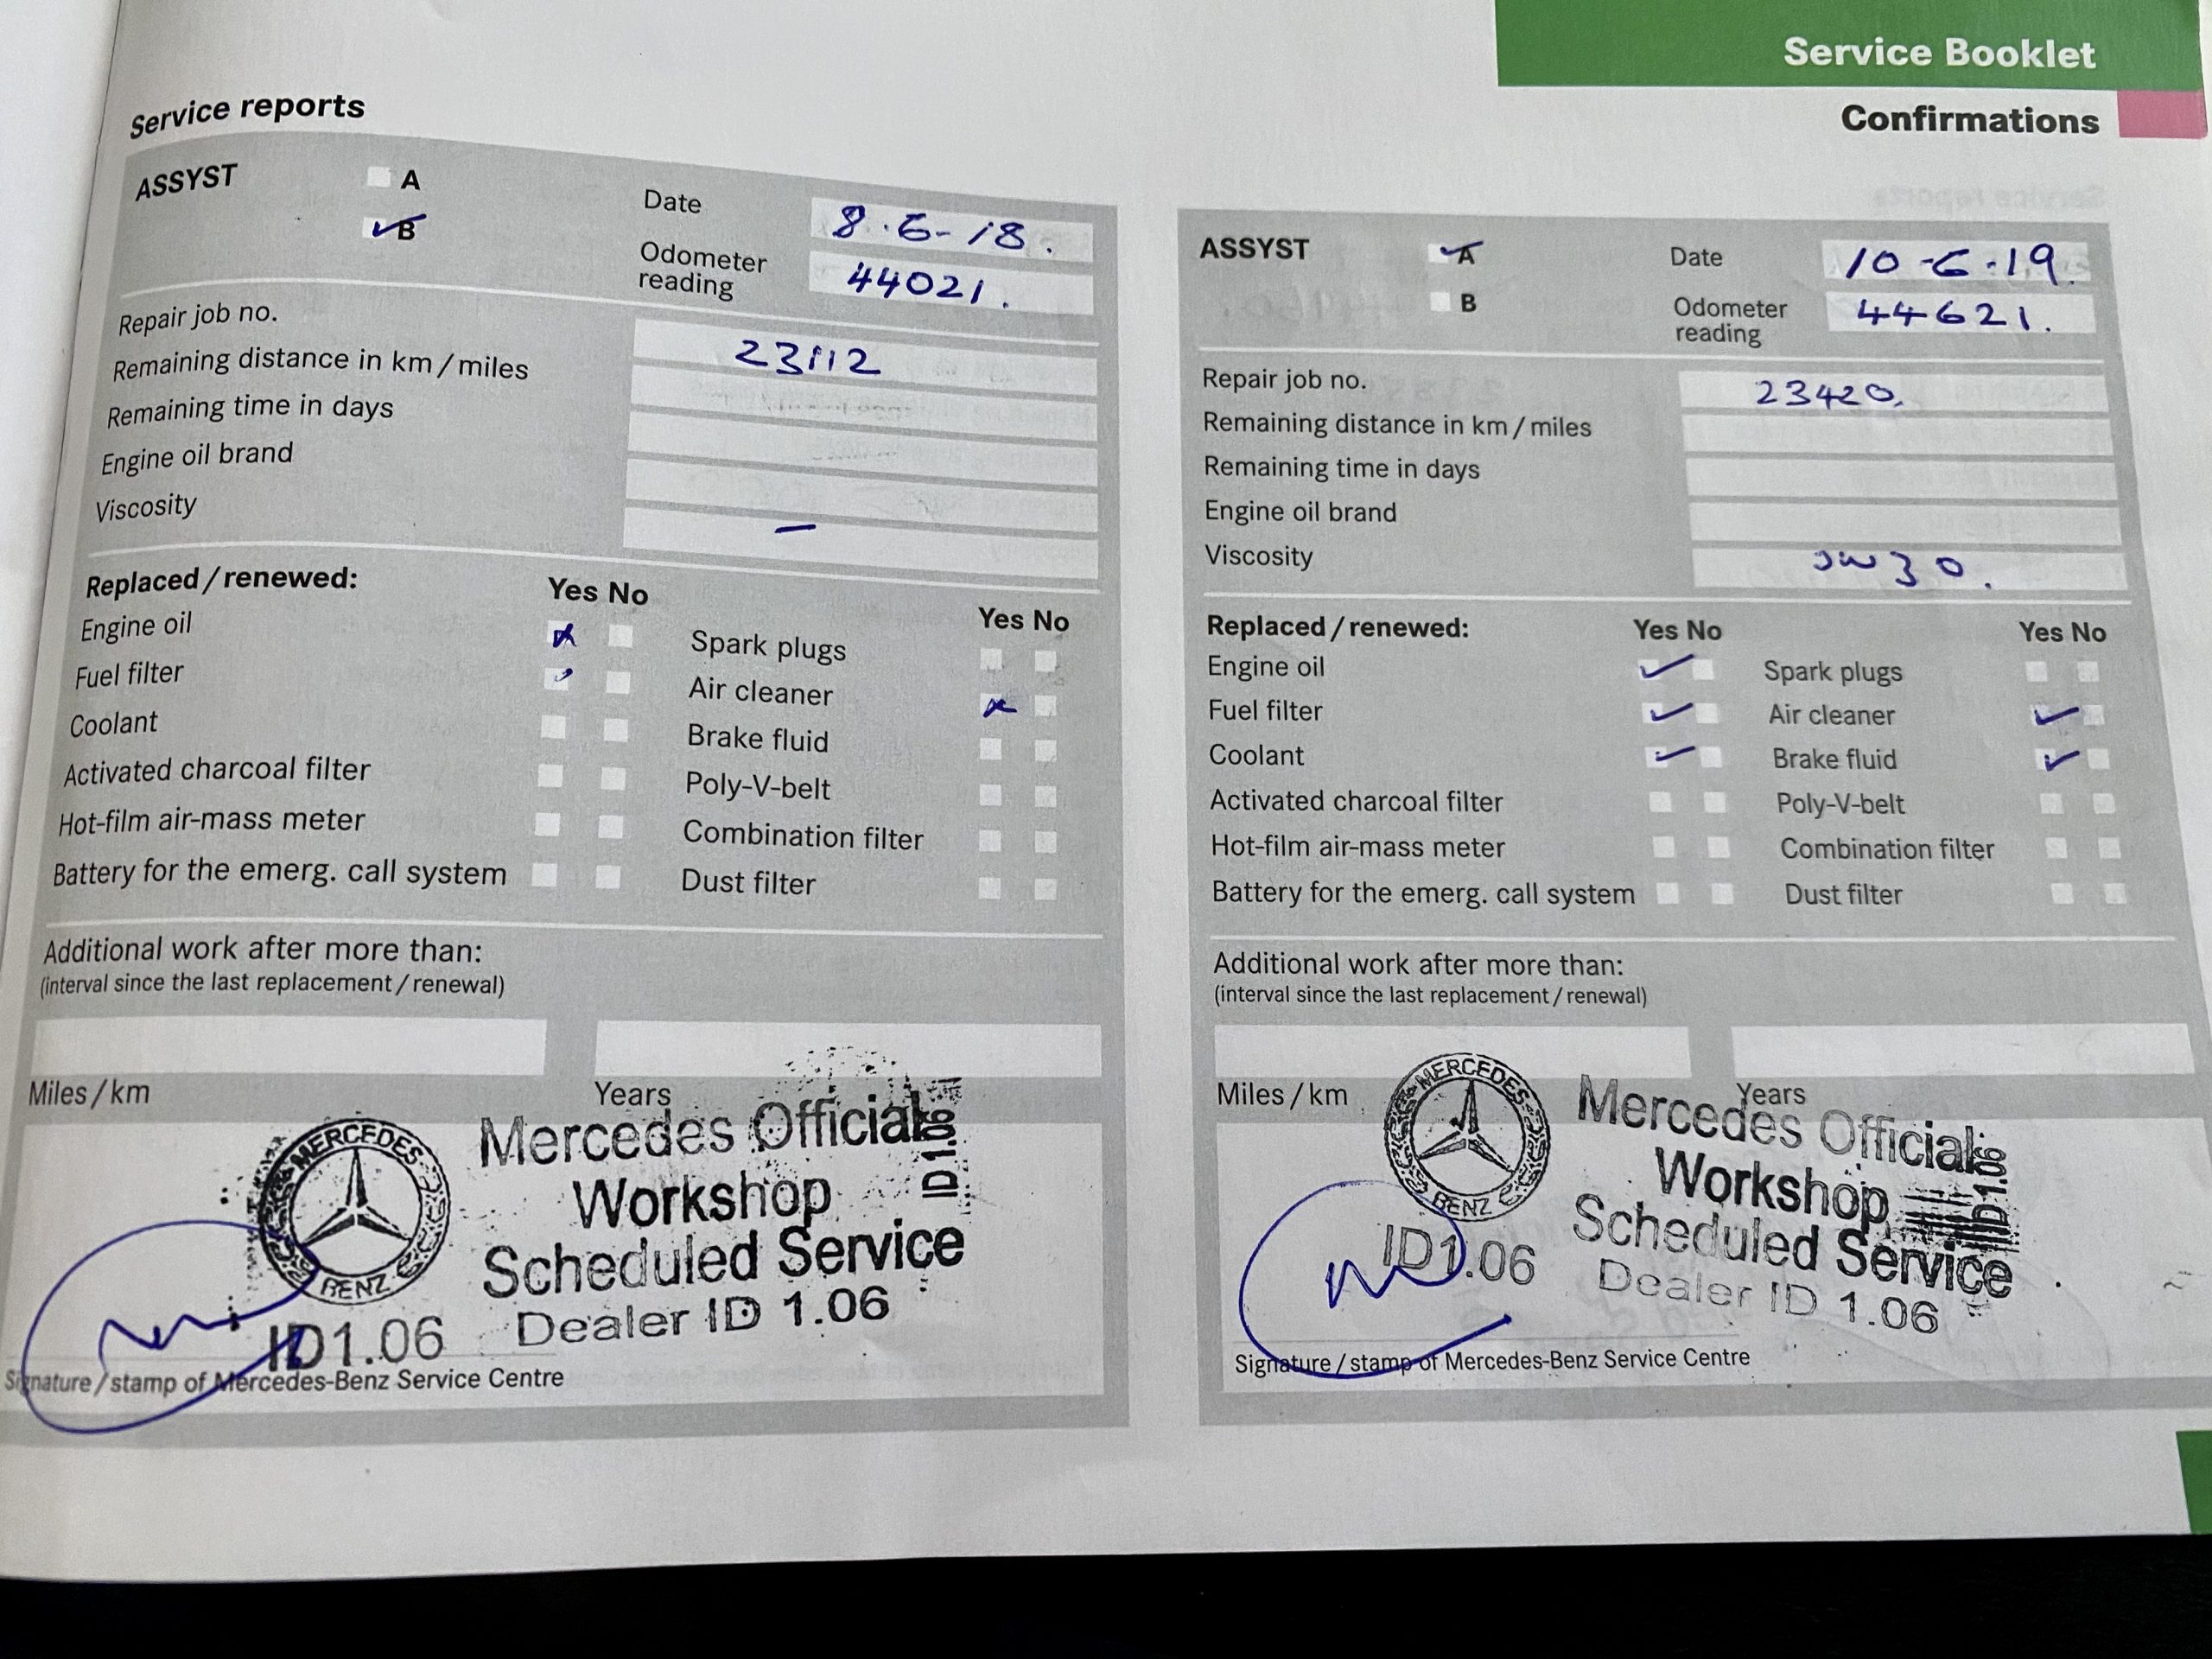 Service Booklet
Confirmations
Service reports
ASSYST
A
B
Date
8.6-18.
Odometer
reading
44021.
Repair job no.
23112
Remaining distance in km / miles
Remaining time in days
Engine oil brand
Viscosity
–
Replaced / renewed:
Yes No
Yes No
Engine oil
Spark plugs
Fuel filter
Air cleaner
Coolant
Brake fluid
Activated charcoal filter
Poly-V-belt
Hot-film air-mass meter
Combination filter
Battery for the emerg. call system
Dust filter
Additional work after more than:
(interval since the last replacement / renewal)
Miles / km
Years
MERCEDES
BENZ
ID1.06
Mercedes Official
Workshop
Scheduled Service
Dealer ID 1.06
ID1.06
Signature / stamp of Mercedes-Benz Service Centre
ASSYST
A
B
Date
10-6-19.
Odometer
reading
44621.
Repair job no.
23420.
Remaining distance in km / miles
Remaining time in days
Engine oil brand
Viscosity
5w30.
Replaced / renewed:
Yes No
Yes No
Engine oil
Spark plugs
Fuel filter
Air cleaner
Coolant
Brake fluid
Activated charcoal filter
Poly-V-belt
Hot-film air-mass meter
Combination filter
Battery for the emerg. call system
Dust filter
Additional work after more than:
(interval since the last replacement / renewal)
Miles / km
Years
MERCEDES
BENZ
ID1.06
Mercedes Official
Workshop
Scheduled Service
Dealer ID 1.06
ID1.06
Signature / stamp of Mercedes-Benz Service Centre